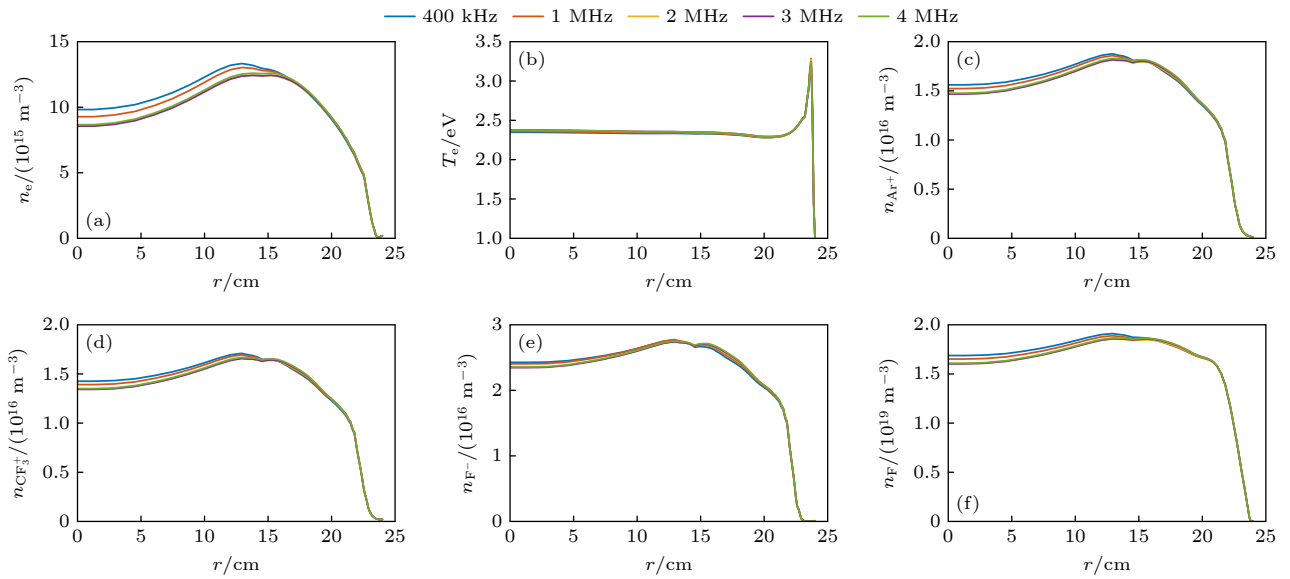 400 kHz 1 MHz 2 MHz 3 MHz 4 MHz
15
10
5
0
0 5 10 15 20 25
n_e/(10^15 m^−3)
r/cm
(a)
3.5
3.0
2.5
2.0
1.5
1.0
0 5 10 15 20 25
T_e/eV
r/cm
(b)
2.0
1.5
1.0
0.5
0
0 5 10 15 20 25
n_Ar^+/(10^16 m^−3)
r/cm
(c)
2.0
1.5
1.0
0.5
0
0 5 10 15 20 25
n_CF_3^+/(10^16 m^−3)
r/cm
(d)
3
2
1
0
0 5 10 15 20 25
n_F^−/(10^16 m^−3)
r/cm
(e)
2.0
1.5
1.0
0.5
0
0 5 10 15 20 25
n_F/(10^19 m^−3)
r/cm
(f)